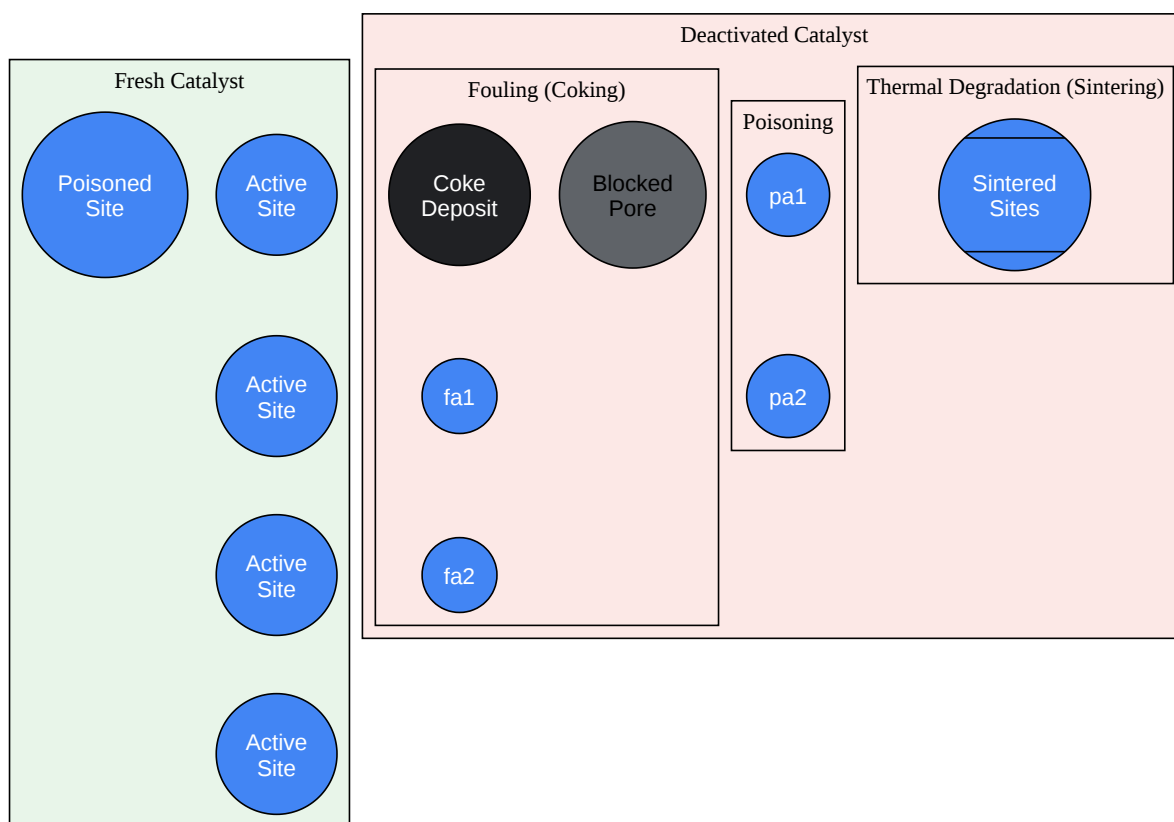 Deactivated Catalyst
Fresh Catalyst
Fouling (Coking)
Poisoning
Thermal Degradation (Sintering)
Poisoned
Site
Active
Site
Coke
Deposit
Blocked
Pore
pa1
Sintered
Sites
Active
Site
fa1
pa2
Active
Site
fa2
Active
Site